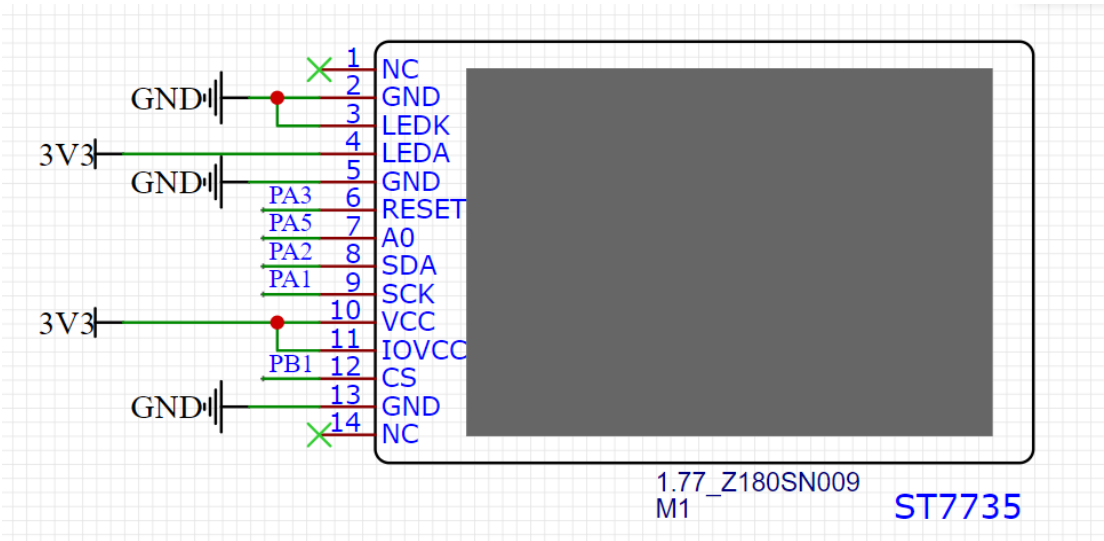 1 NC
GND 2 GND
3 LEDK
3V3 4 LEDA
GND 5 GND
PA3 6 RESET
PA5 7 A0
PA2 8 SDA
PA1 9 SCK
3V3 10 VCC
11 IOVCC
PB1 12 CS
GND 13 GND
14 NC
1.77_Z180SN009
M1 ST7735